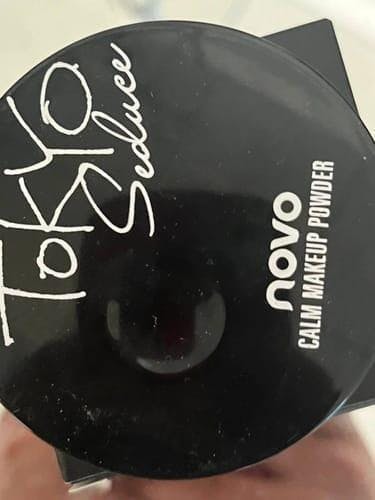 TOKYO
Seduce
novo
CALM MAKEUP POWDER